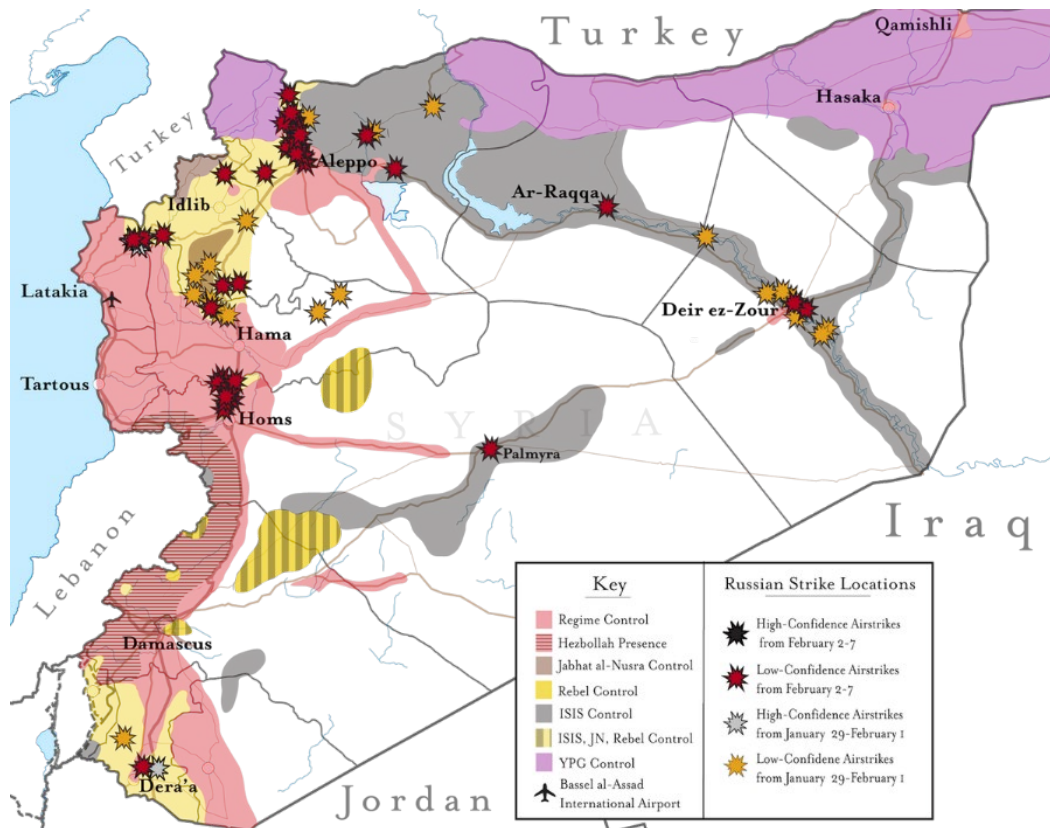 Turkey
Qamishli
Hasaka
Turkey
Aleppo
Idlib
Ar-Raqqa
Latakia
Deir ez-Zour
Hama
Tartous
SYRIA
Homs
Palmyra
Iraq
Lebanon
Damascus
Dera'a
Jordan
Key
Regime Control
Hezbollah Presence
Jabhat al-Nusra Control
Rebel Control
ISIS Control
ISIS, JN, Rebel Control
YPG Control
Bassel al-Assad
International Airport
Russian Strike Locations
High-Confidence Airstrikes
from February 2-7
Low-Confidence Airstrikes
from February 2-7
High-Confidence Airstrikes
from January 29-February 1
Low-Confidene Airstrikes
from January 29-February 1